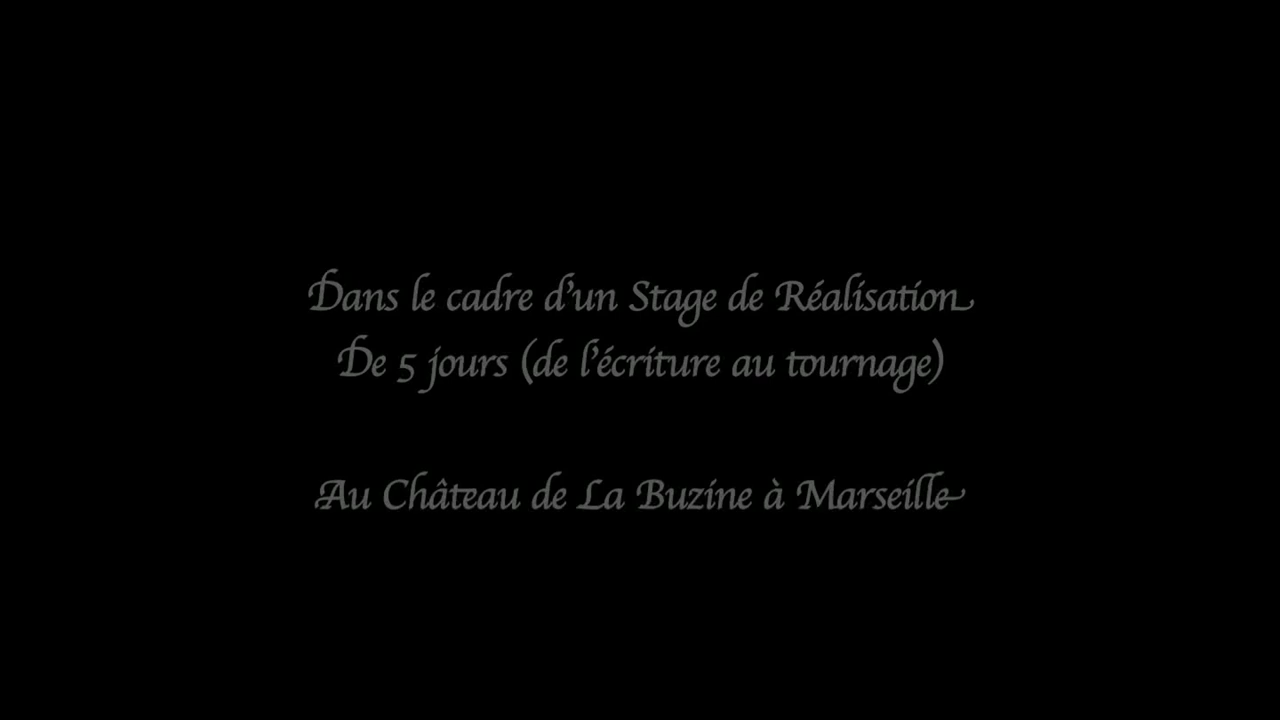 Dans le cadre d'un Stage de Réalisation
De 5 jours (de l'écriture au tournage)
Au Château de La Buzine à Marseille